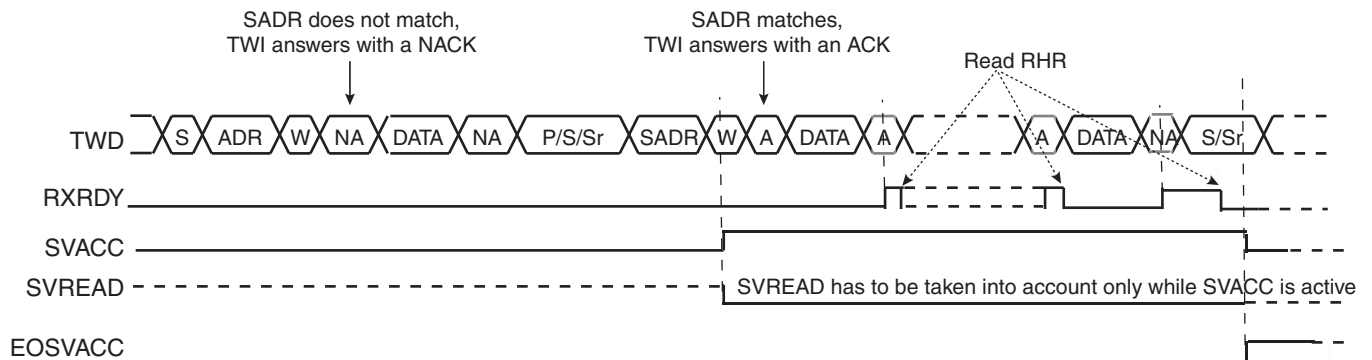 SADR does not match,
TWI answers with a NACK
SADR matches,
TWI answers with an ACK
Read RHR
TWD S ADR W NA DATA NA P/S/Sr SADR W A DATA A A DATA NA S/Sr
RXRDY
SVACC
SVREAD SVREAD has to be taken into account only while SVACC is active
EOSVACC